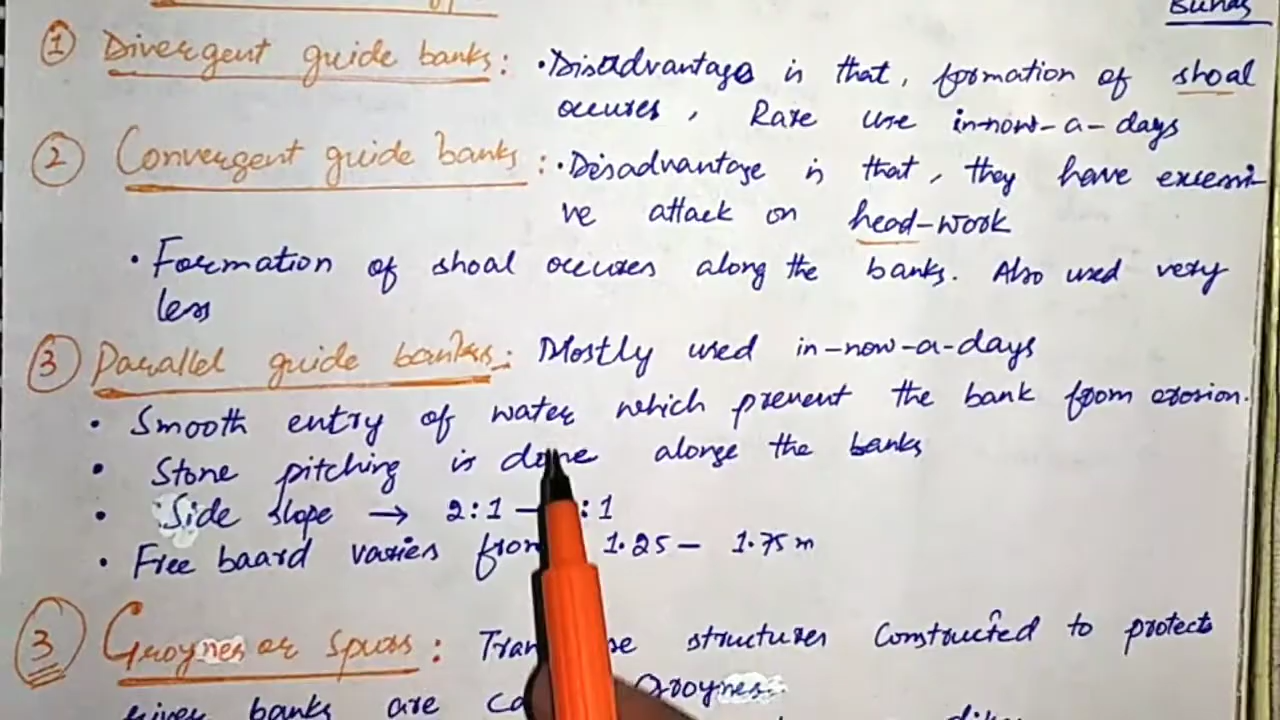 Bunds
① Divergent guide banks: • Disadvantage is that, formation of shoal
occures, Rare use in-now-a-days
② Convergent guide banks: • Disadvantage is that, they have excessi-
ve attack on head-work
• Formation of shoal occures along the banks. Also used very
less
③ Parallel guide bankes: Mostly used in-now-a-days
• Smooth entry of water which prevent the bank from erosion.
• Stone pitching is done alonge the banks
• Side slope → 2:1 — :1
• Free baard varies from 1.25 — 1.75 m
③ Groynes or Spurs: structures Constructed to protect
river banks are Groynes.